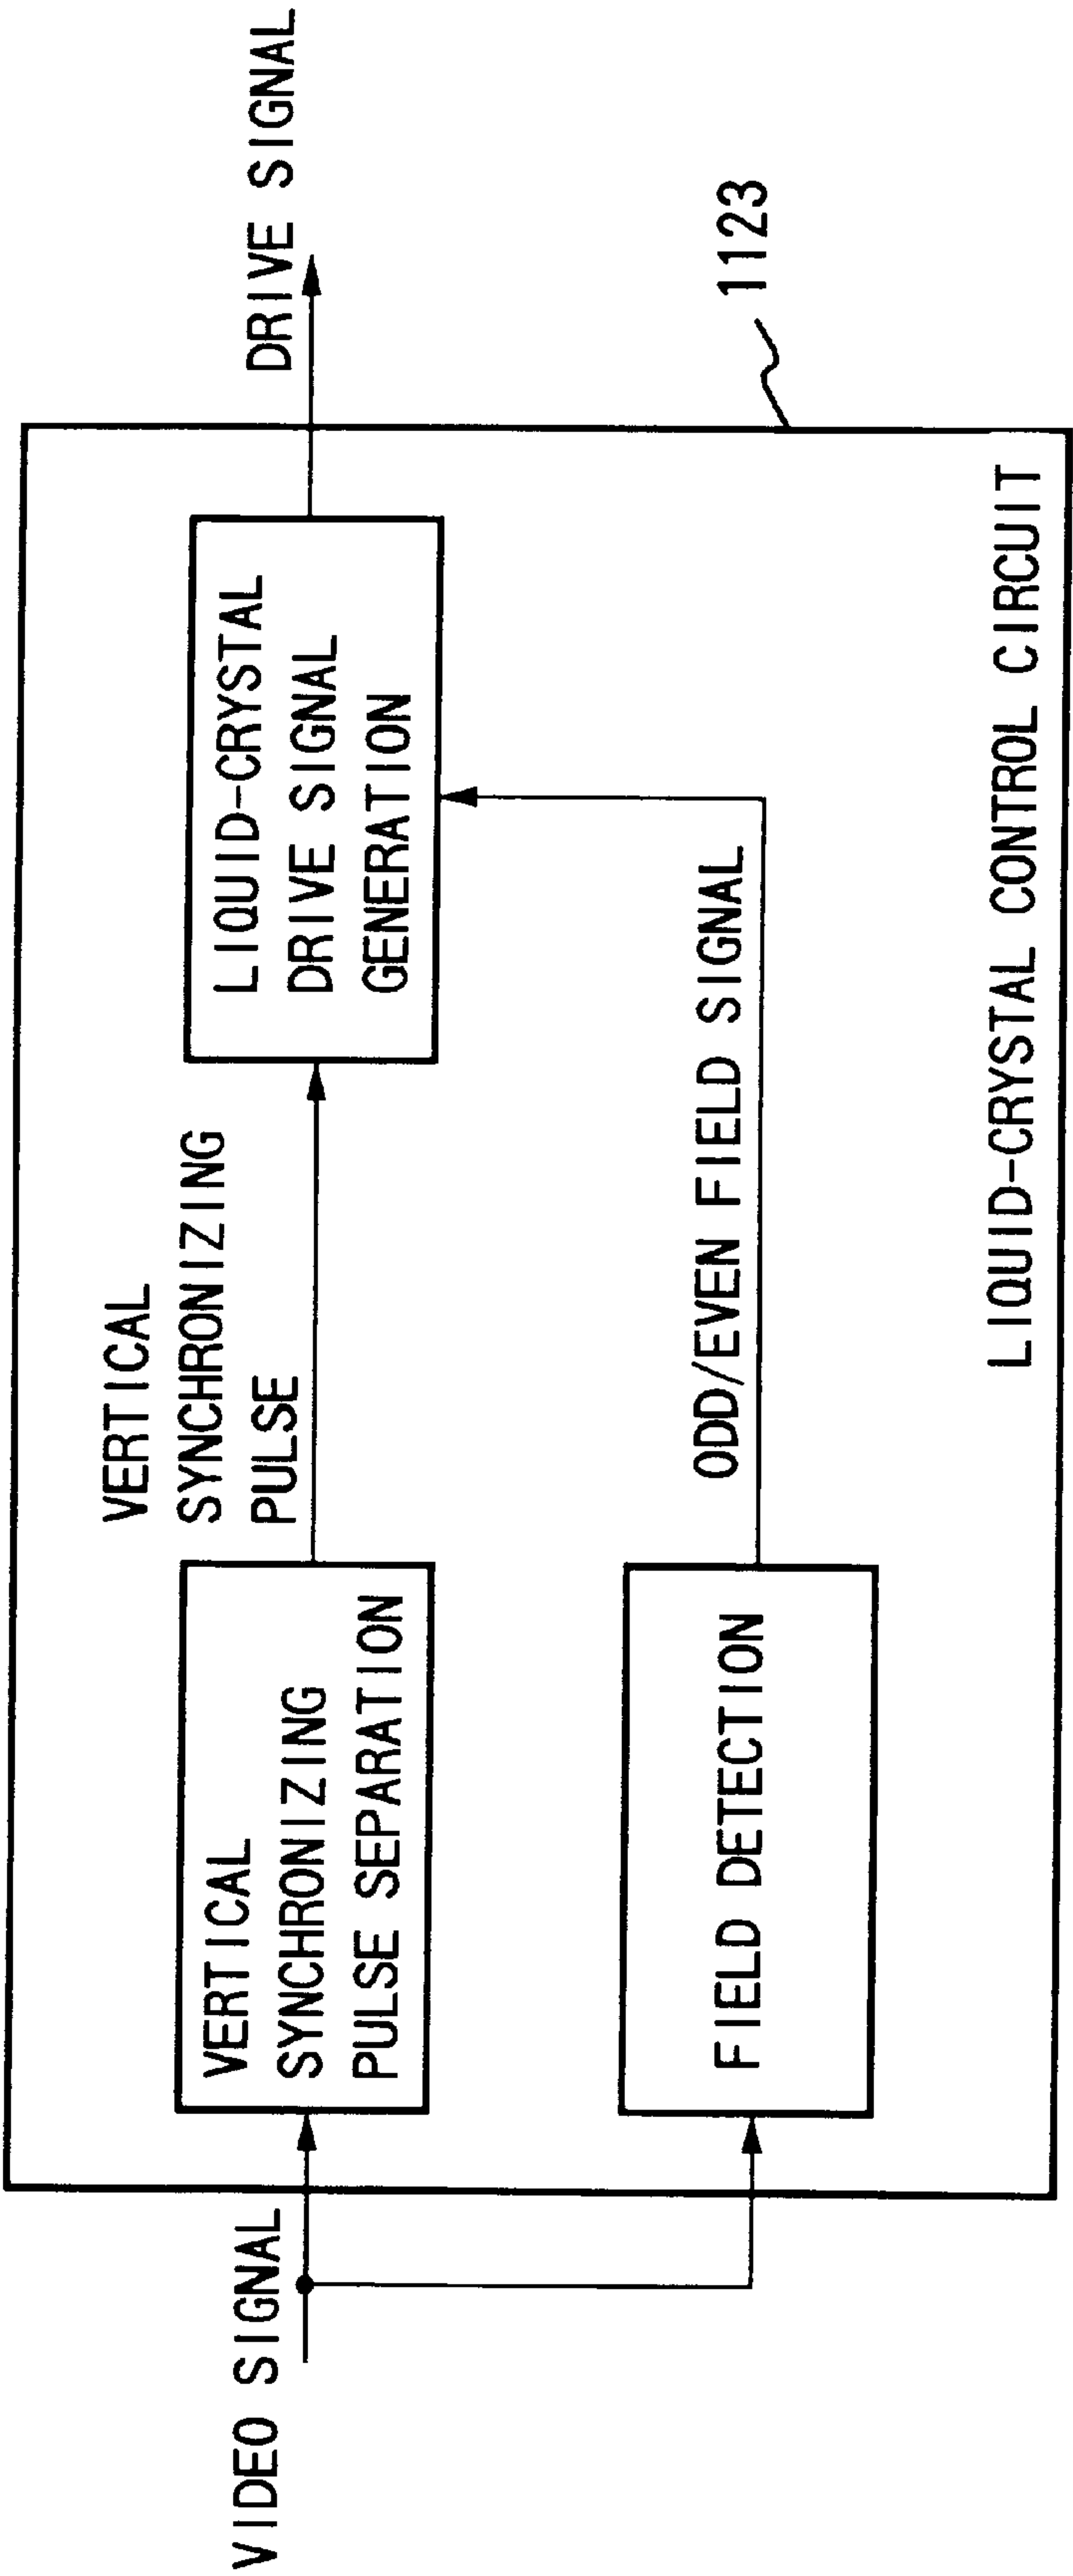 VIDEO SIGNAL
VERTICAL
SYNCHRONIZING
PULSE SEPARATION
VERTICAL
SYNCHRONIZING
PULSE
LIQUID-CRYSTAL
DRIVE SIGNAL
GENERATION
DRIVE SIGNAL
FIELD DETECTION
ODD/EVEN FIELD SIGNAL
1123
LIQUID-CRYSTAL CONTROL CIRCUIT